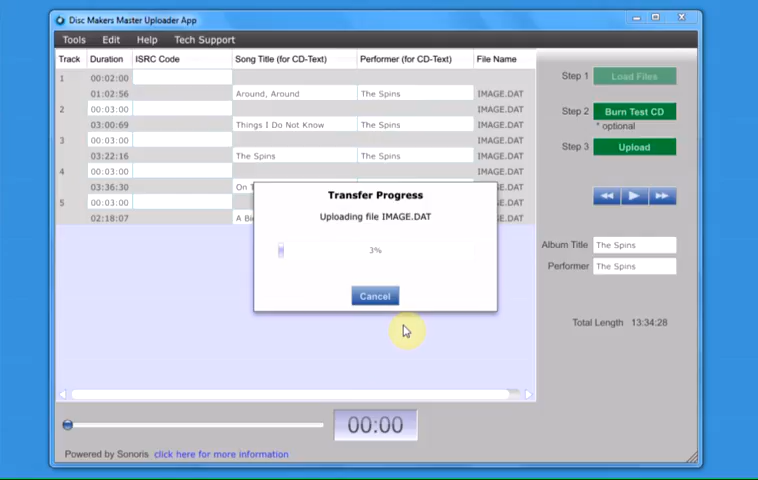 Disc Makers Master Uploader App
Tools Edit Help Tech Support
Track Duration ISRC Code Song Title (for CD-Text) Performer (for CD-Text) File Name
1 00:02:00
01:02:56 Around, Around The Spins IMAGE.DAT
2 00:03:00
03:00:69 Things I Do Not Know The Spins IMAGE.DAT
3 00:03:00
03:22:16 The Spins The Spins IMAGE.DAT
4 00:03:00
03:36:30 On
5 00:03:00
02:18:07 A
Transfer Progress
Uploading file IMAGE.DAT
3%
Cancel
Step 1 Load Files
Step 2 Burn Test CD
* optional
Step 3 Upload
Album Title The Spins
Performer The Spins
Total Length 13:34:28
00:00
Powered by Sonoris click here for more information